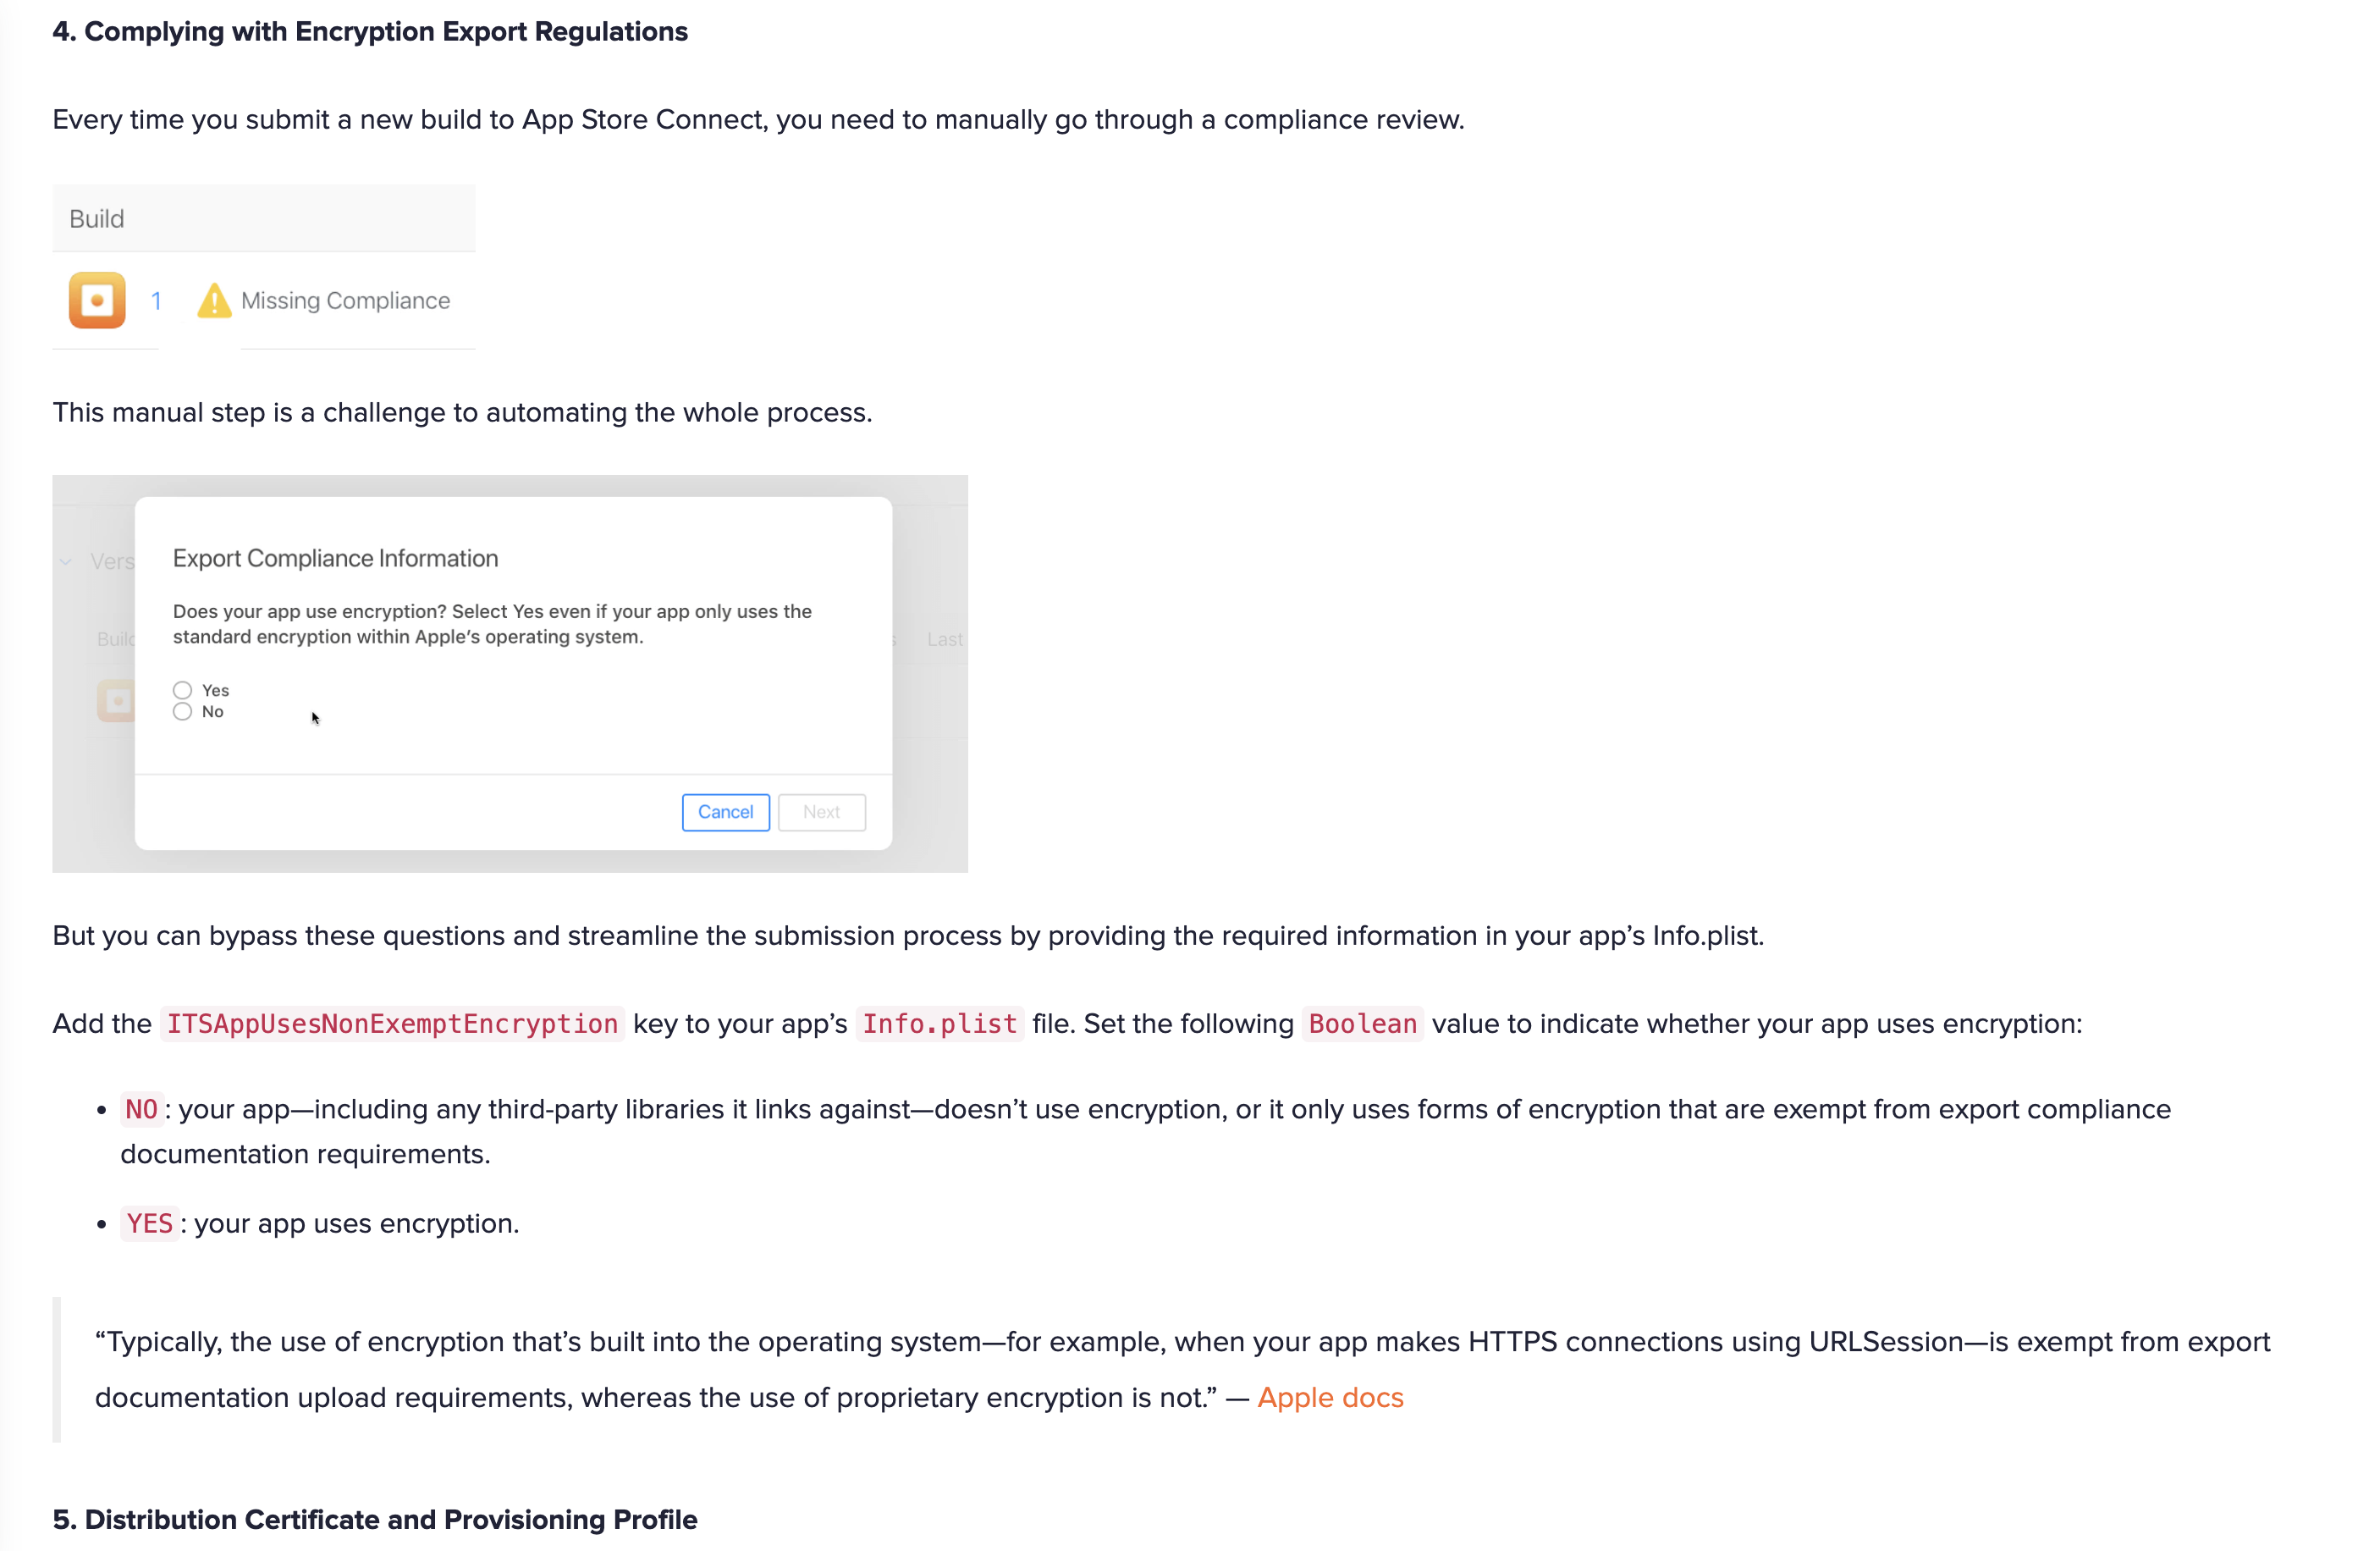 4. Complying with Encryption Export Regulations
Every time you submit a new build to App Store Connect, you need to manually go through a compliance review.
Build
1 Missing Compliance
This manual step is a challenge to automating the whole process.
Vers
Export Compliance Information
Does your app use encryption? Select Yes even if your app only uses the
standard encryption within Apple's operating system.
Build
s Last
Yes
No
Cancel Next
But you can bypass these questions and streamline the submission process by providing the required information in your app’s Info.plist.
Add the ITSAppUsesNonExemptEncryption key to your app’s Info.plist file. Set the following Boolean value to indicate whether your app uses encryption:
• NO: your app—including any third-party libraries it links against—doesn’t use encryption, or it only uses forms of encryption that are exempt from export compliance
documentation requirements.
• YES: your app uses encryption.
“Typically, the use of encryption that’s built into the operating system—for example, when your app makes HTTPS connections using URLSession—is exempt from export
documentation upload requirements, whereas the use of proprietary encryption is not.” — Apple docs
5. Distribution Certificate and Provisioning Profile